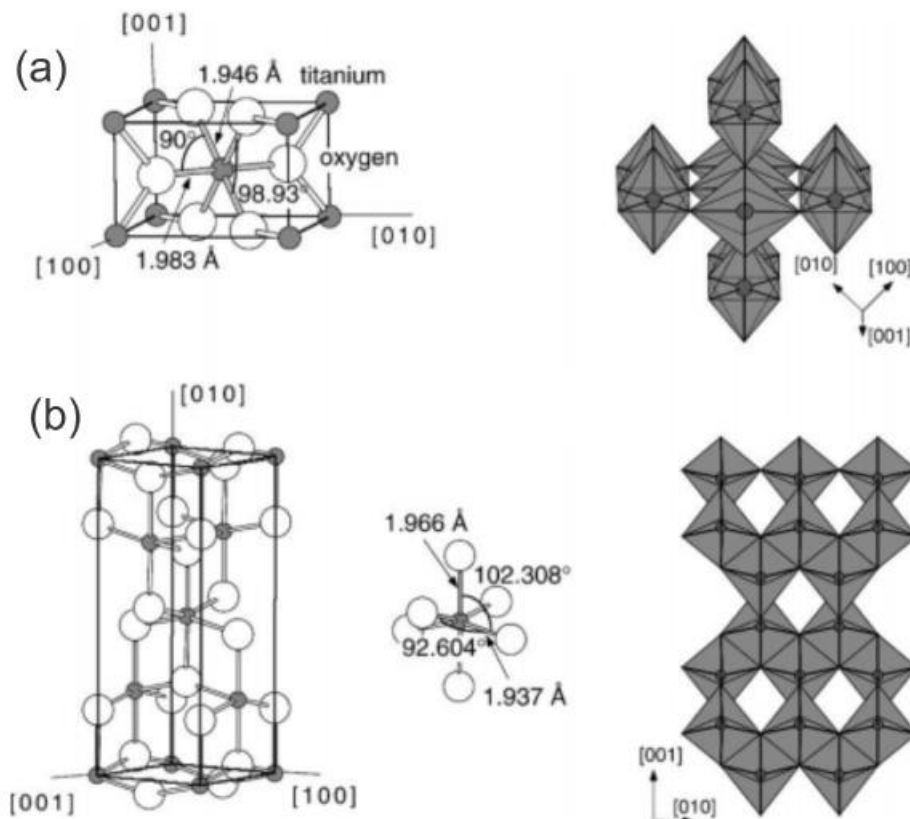 (a)
[001]
1.946 Å
titanium
90°
oxygen
98.93°
[010]
[100]
1.983 Å
[010]
[100]
[001]
(b)
[010]
1.966 Å
102.308°
92.604°
1.937 Å
[001]
[100]
[001]
[010]